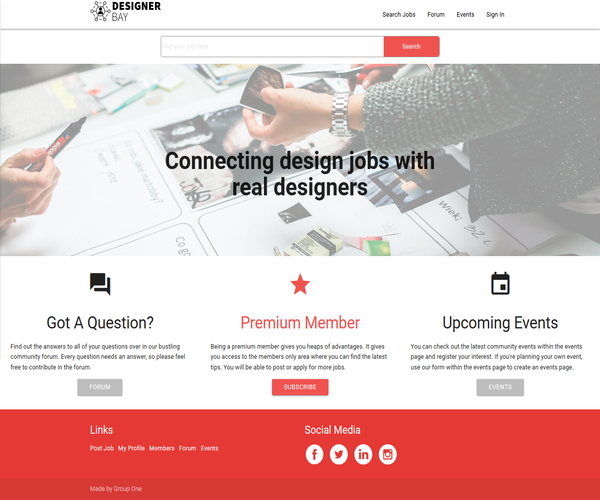 DESIGNER
BAY
Search Jobs Forum Events Sign In
Find your job here
Search
Connecting design jobs with
real designers
Got A Question?
Find out the answers to all of your questions over in our bustling
community forum. Every question needs an answer, so please feel
free to contribute in the forum.
FORUM
Premium Member
Being a premium member gives you heaps of advantages. It gives
you access to the members only area where you can find the latest
tips. You will be able to post or apply for more jobs.
SUBSCRIBE
Upcoming Events
You can check out the latest community events within the events
page and register your interest. If you're planning your own event,
use our form within the events page to create an events page.
EVENTS
Links
Post Job My Profile Members Forum Events
Social Media
Made by Group One